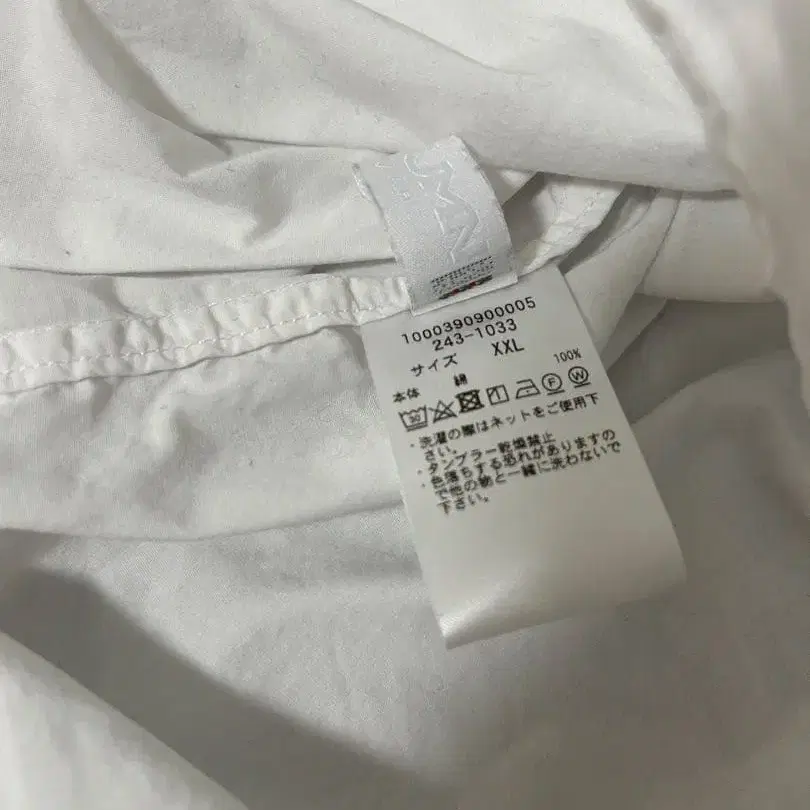 1000390900005
243-1033
サイズ XXL
本体 綿 100%
30 F W
・洗濯の際はネットをご使用下
さい。
・タンブラー乾燥禁止
・色落ちする恐れがありますの
で他の物と一緒に洗わないで
下さい。